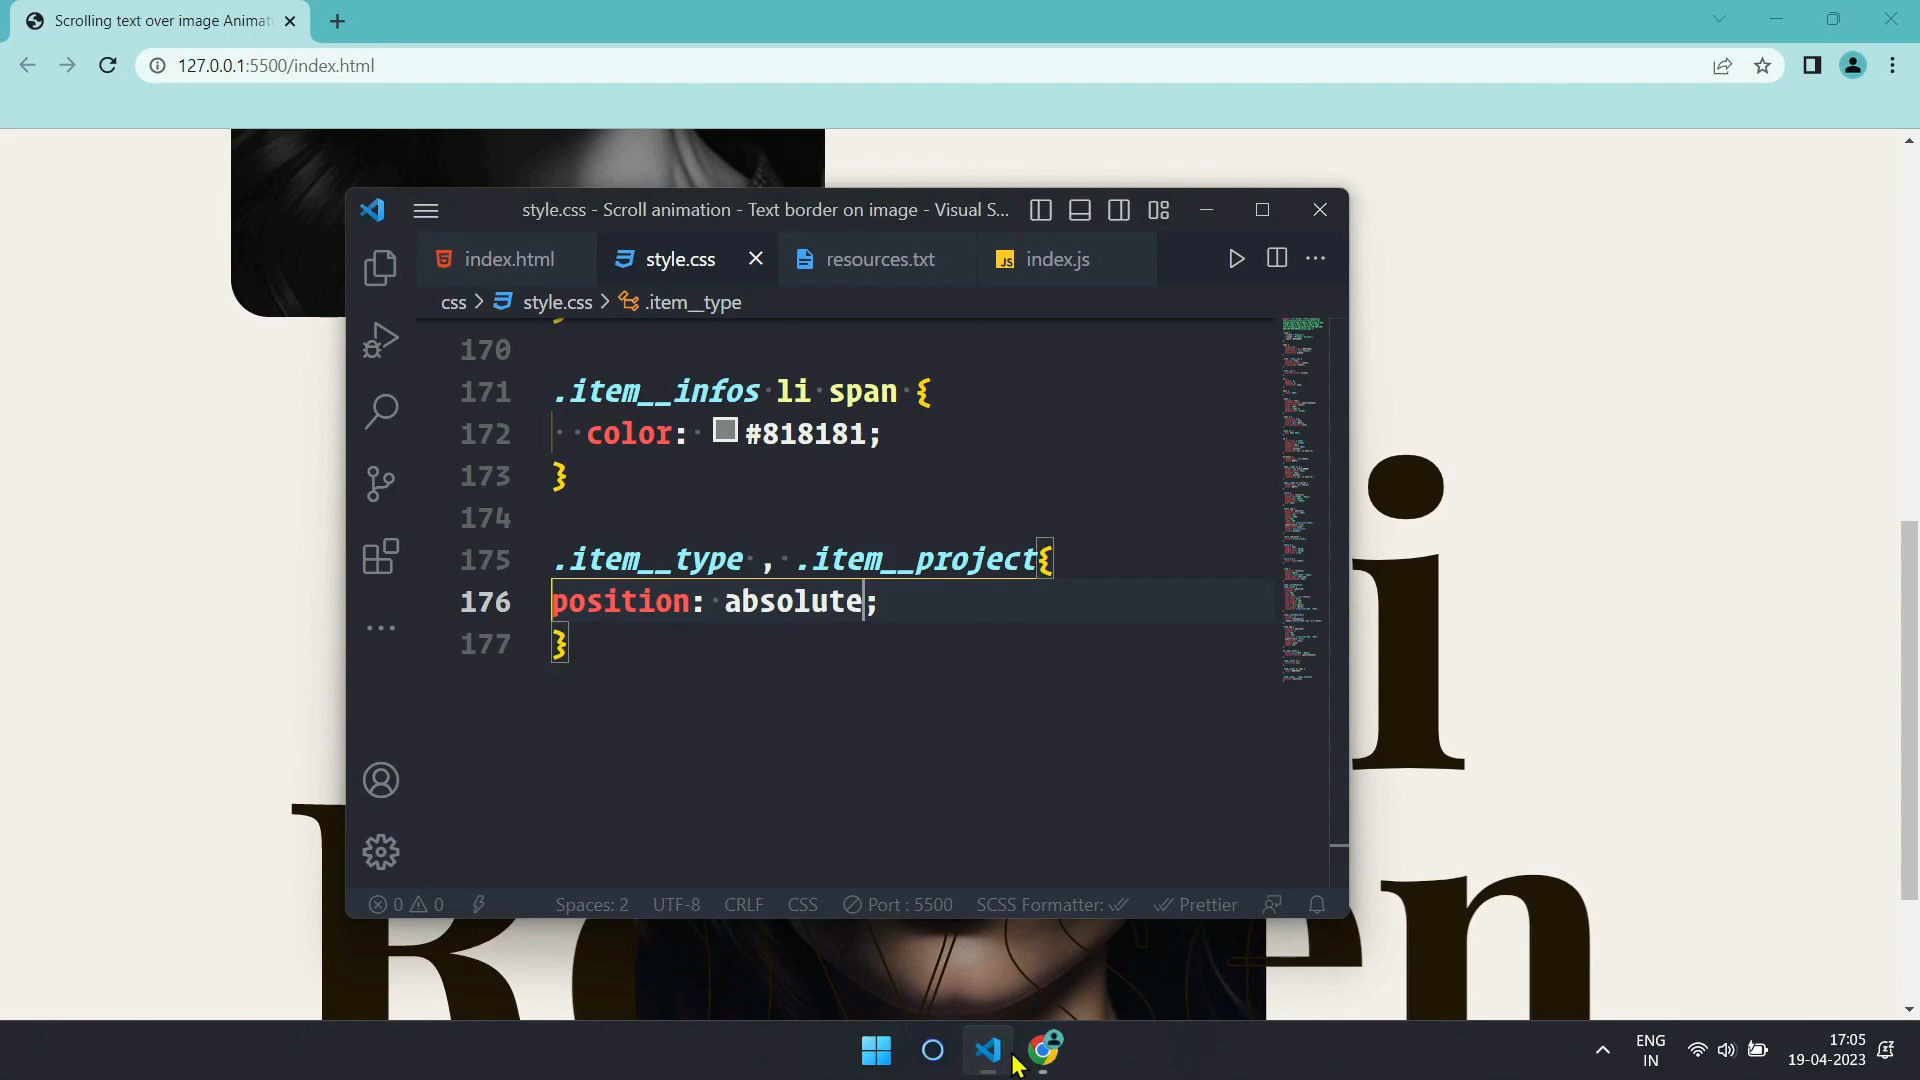 Scrolling text over image Animat
127.0.0.1:5500/index.html
style.css - Scroll animation - Text border on image - Visual S...
index.html
style.css
resources.txt
JS index.js
css > style.css > .item__type
}
170
171 .item__infos li span {
172 color: #818181;
173 }
174
175 .item__type , .item__project{
176 position: absolute;
177 }
0 0 Spaces: 2 UTF-8 CRLF CSS Port : 5500 SCSS Formatter: Prettier
i
en
ENG
IN
17:05
19-04-2023